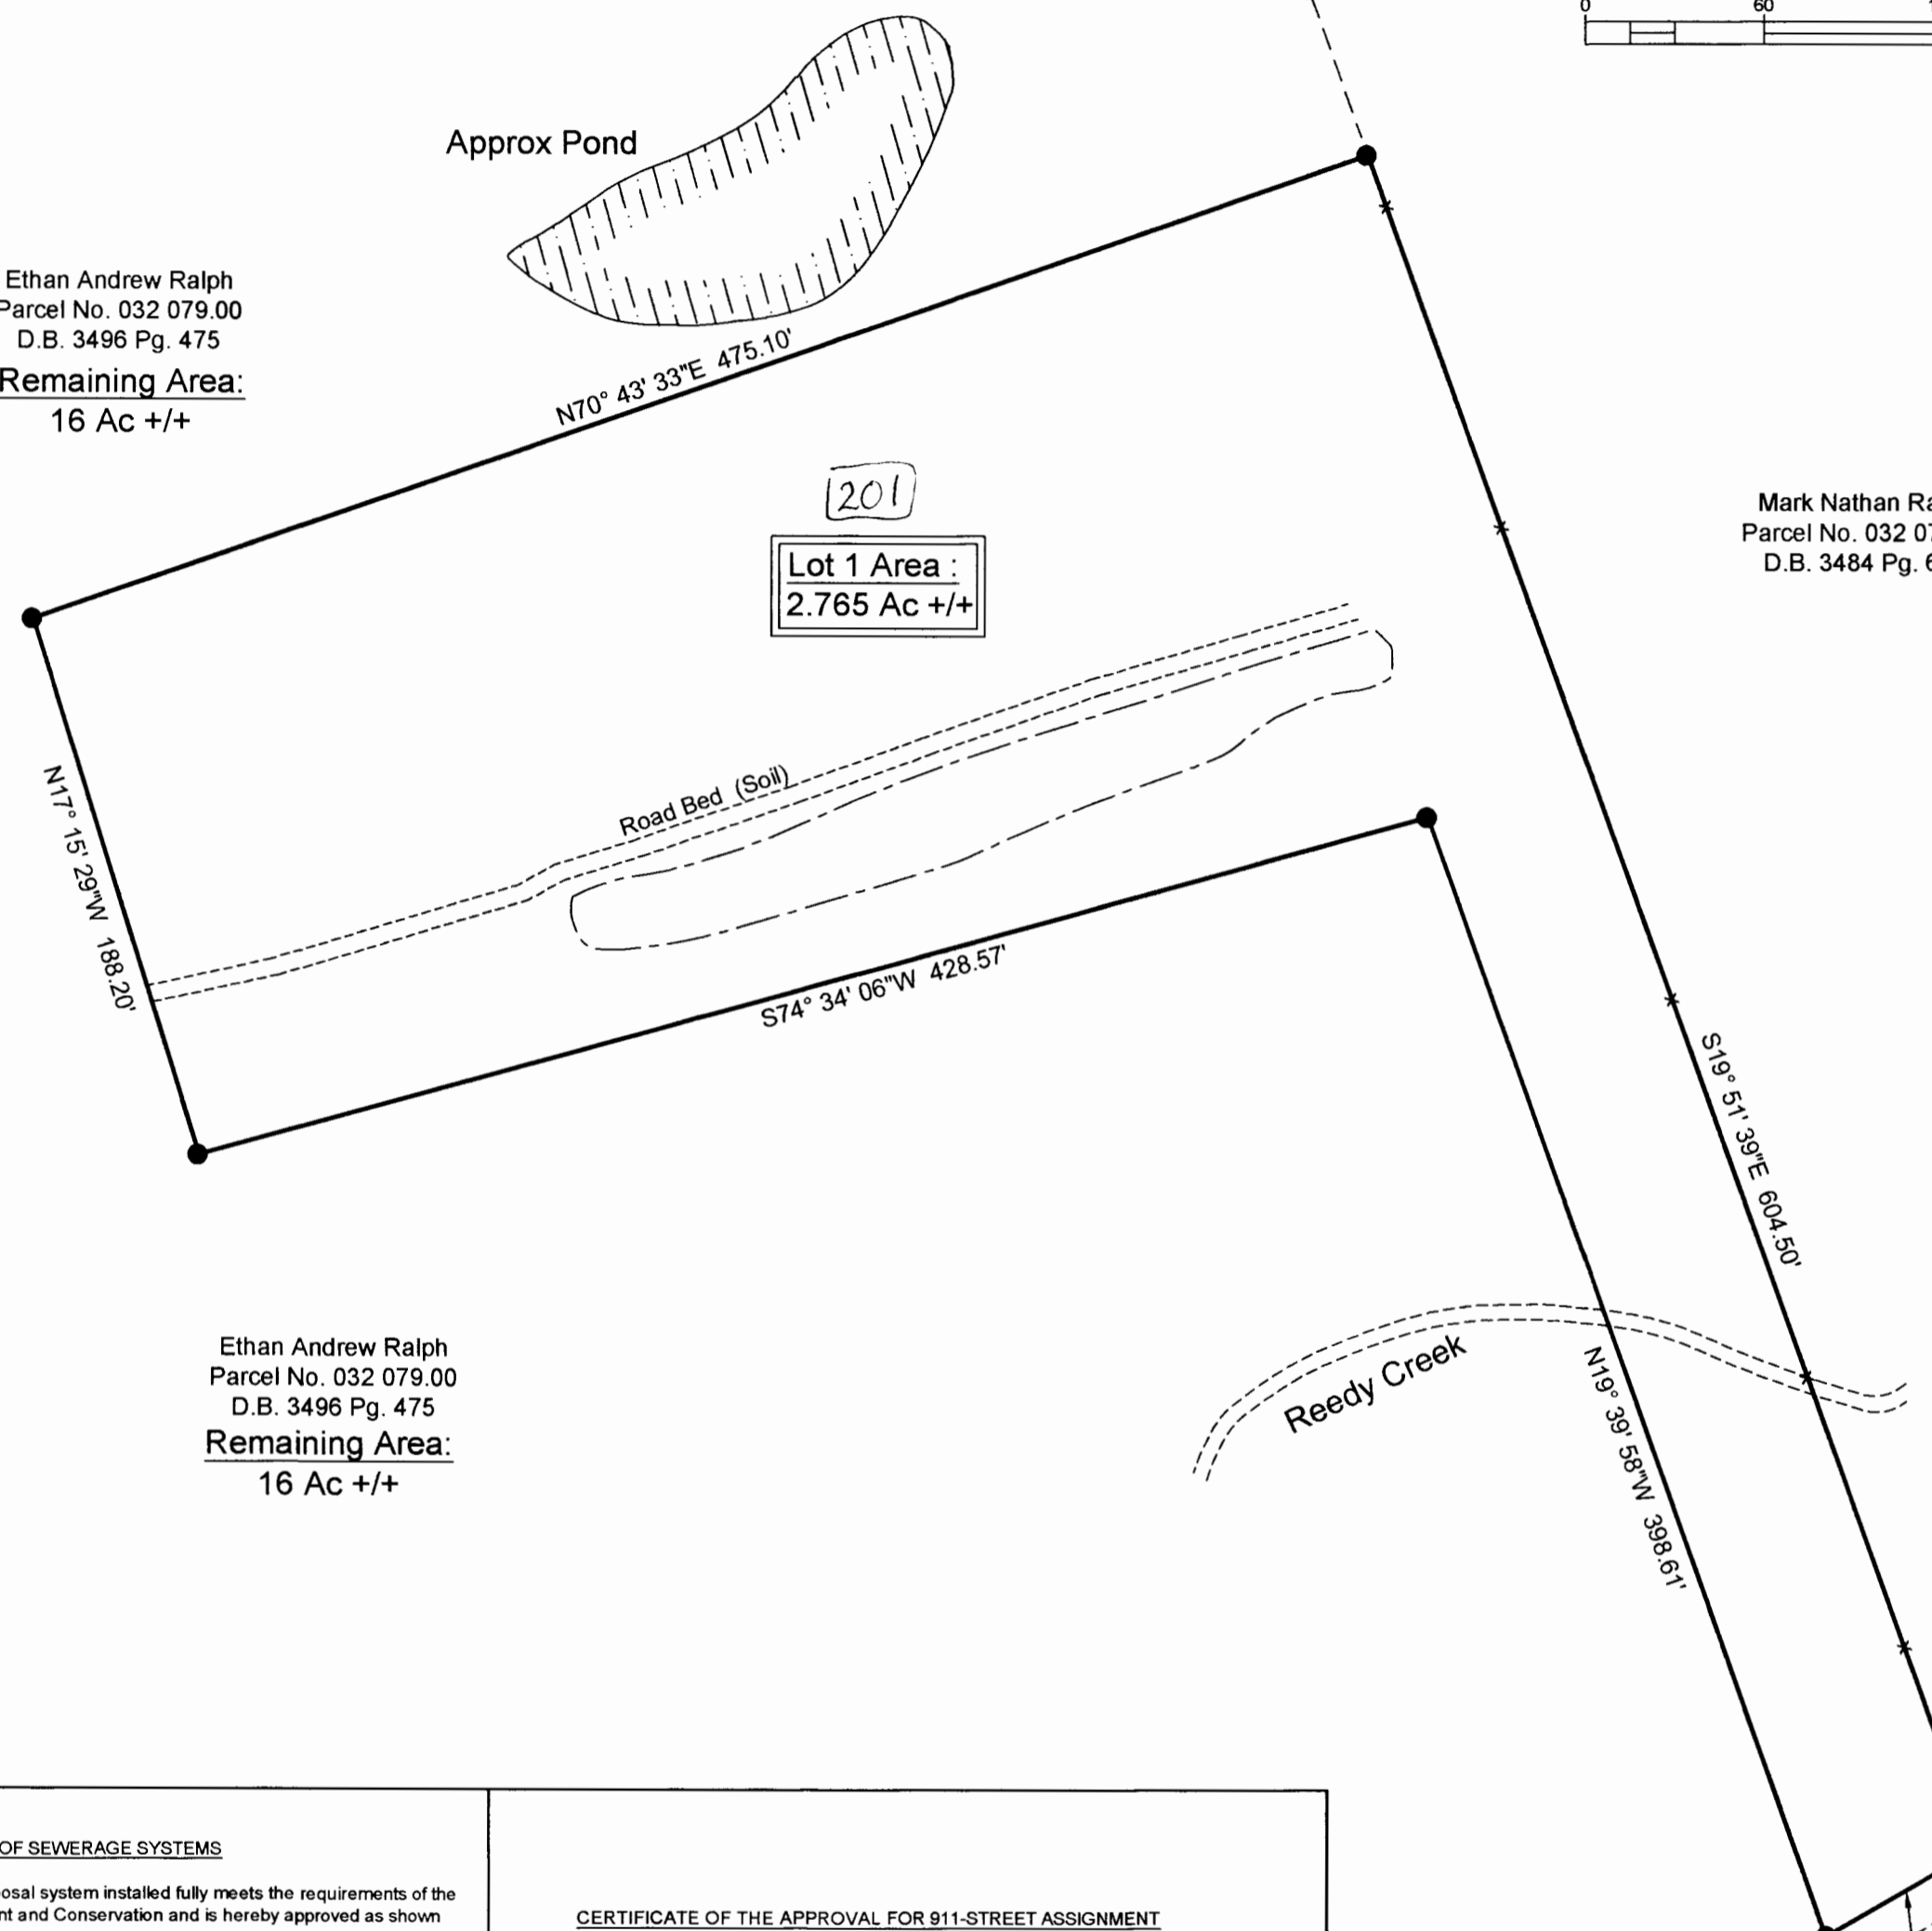 0 60
Approx Pond
Ethan Andrew Ralph
Parcel No. 032 079.00
D.B. 3496 Pg. 475
Remaining Area:
16 Ac +/+
N70° 43' 33"E 475.10'
201
Lot 1 Area :
2.765 Ac +/+
Mark Nathan
Parcel No. 032
D.B. 3484 Pg.
Road Bed (Soil)
N17° 15' 29"W 188.20'
S74° 34' 06"W 428.57'
S19° 51' 39"E 604.50'
Reedy Creek
N19° 39' 58"W 398.61'
Ethan Andrew Ralph
Parcel No. 032 079.00
D.B. 3496 Pg. 475
Remaining Area:
16 Ac +/+
OF SEWERAGE SYSTEMS
osal system installed fully meets the requirements of the
nt and Conservation and is hereby approved as shown
CERTIFICATE OF THE APPROVAL FOR 911-STREET ASSIGNMENT